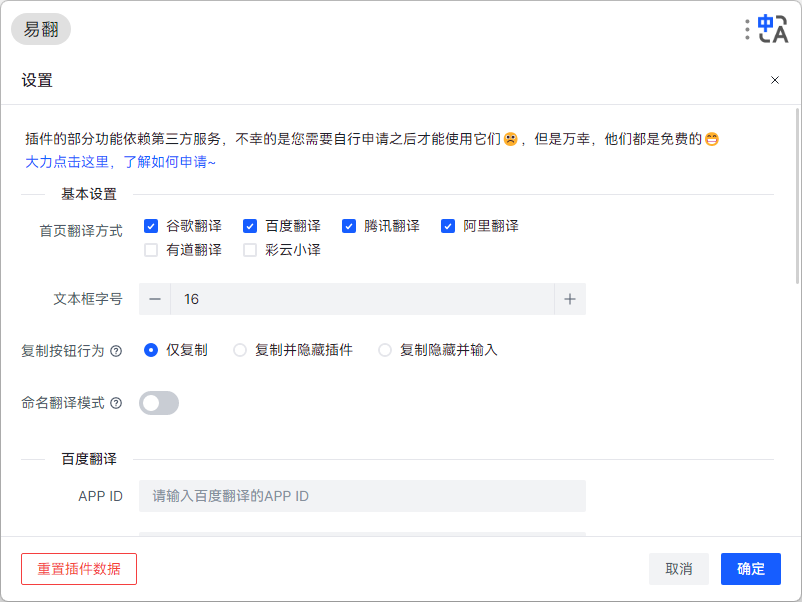 易翻
中A
设置
插件的部分功能依赖第三方服务，不幸的是您需要自行申请之后才能使用它们😟，但是万幸，他们都是免费的😁
大力点击这里，了解如何申请~
基本设置
首页翻译方式 谷歌翻译 百度翻译 腾讯翻译 阿里翻译
有道翻译 彩云小译
文本框字号 16
复制按钮行为 仅复制 复制并隐藏插件 复制隐藏并输入
命名翻译模式
百度翻译
APP ID 请输入百度翻译的APP ID
重置插件数据 取消 确定